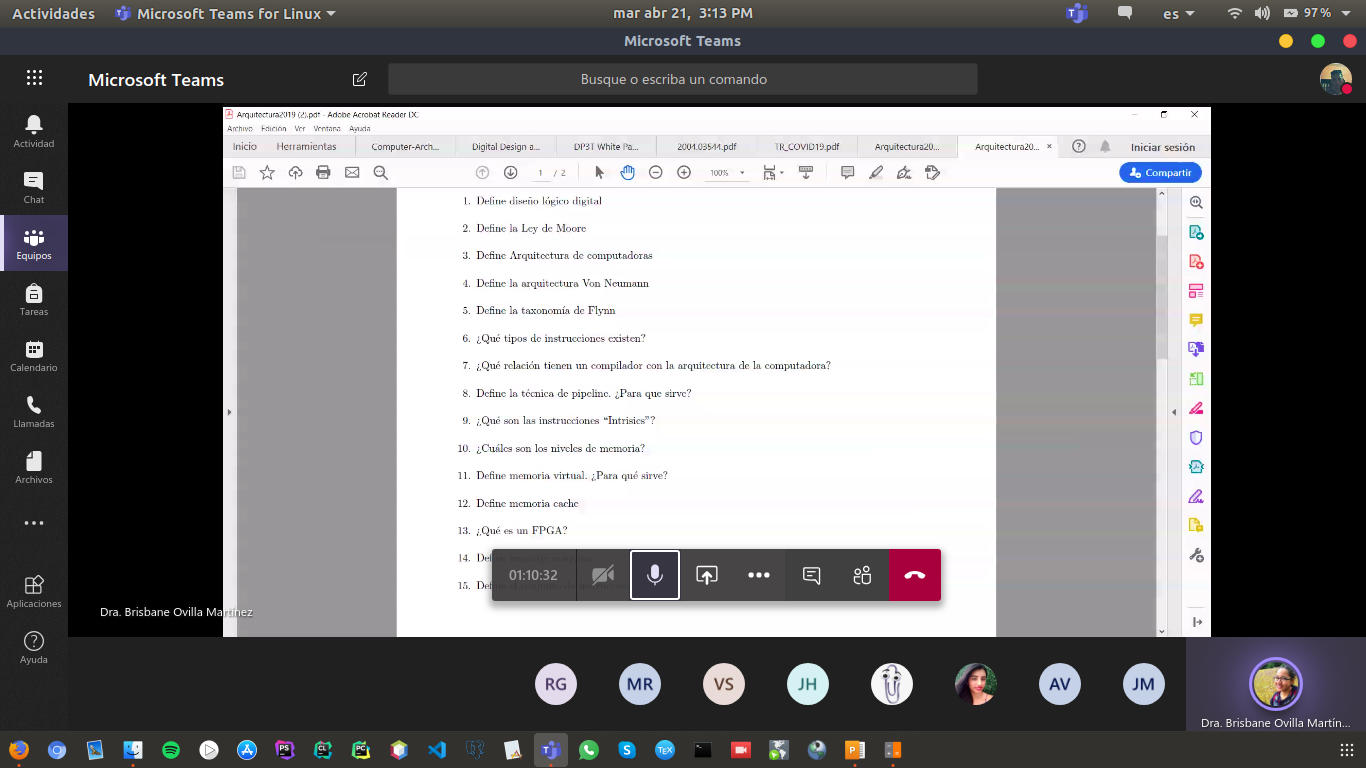 Actividades
Microsoft Teams for Linux
mar abr 21, 3:13 PM
es
97 %
Microsoft Teams
Microsoft Teams
Busque o escriba un comando
Actividad
Chat
Equipos
Tareas
Calendario
Llamadas
Archivos
Aplicaciones
Ayuda
Arquitectura2019 (2).pdf - Adobe Acrobat Reader DC
Archivo Edición Ver Ventana Ayuda
Inicio Herramientas Computer-Arch... Digital Design a... DP3T White Pa... 2004.03544.pdf TR_COVID19.pdf Arquitectura20... Arquitectura20... × Iniciar sesión
1 / 2 100% Compartir
1. Define diseño lógico digital
2. Define la Ley de Moore
3. Define Arquitectura de computadoras
4. Define la arquitectura Von Neumann
5. Define la taxonomía de Flynn
6. ¿Qué tipos de instrucciones existen?
7. ¿Qué relación tienen un compilador con la arquitectura de la computadora?
8. Define la técnica de pipeline. ¿Para que sirve?
9. ¿Qué son las instrucciones “Intrisics”?
10. ¿Cuáles son los niveles de memoria?
11. Define memoria virtual. ¿Para qué sirve?
12. Define memoria cache
13. ¿Qué es un FPGA?
14.
15.
01:10:32
Dra. Brisbane Ovilla Martínez
RG MR VS JH AV JM
Dra. Brisbane Ovilla Martín...
PS CL PC TEX